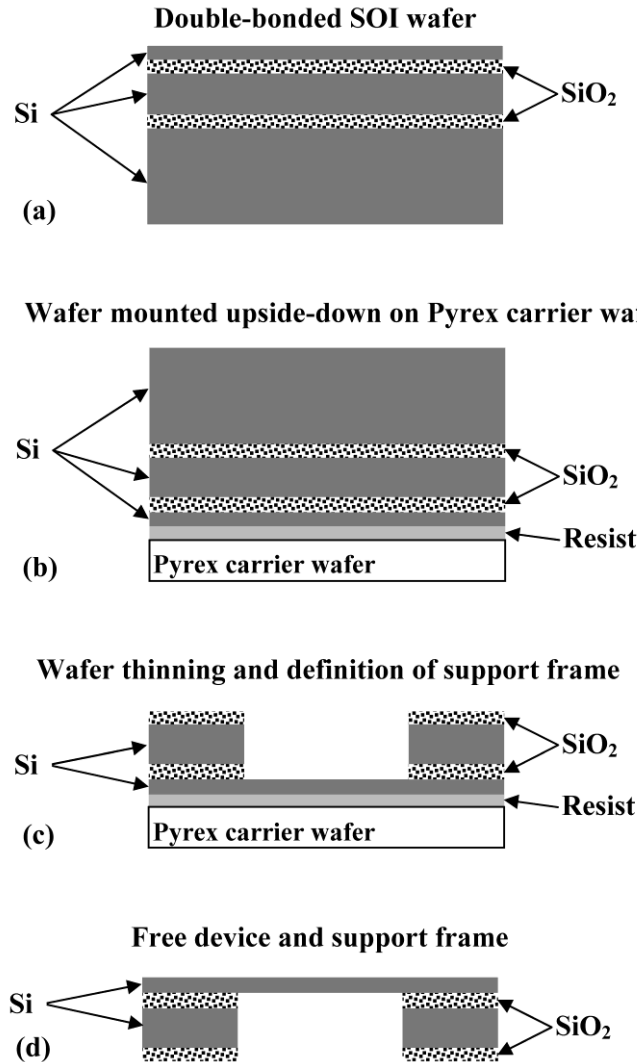 Double-bonded SOI wafer
Si
SiO₂
(a)
Wafer mounted upside-down on Pyrex carrier waf
Si
SiO₂
Resist
Pyrex carrier wafer
(b)
Wafer thinning and definition of support frame
Si
SiO₂
Resist
Pyrex carrier wafer
(c)
Free device and support frame
Si
SiO₂
(d)